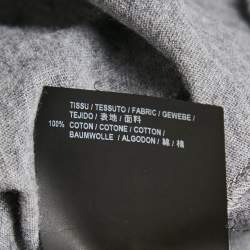 TISSU / TESSUTO / FABRIC / GEWEBE /
TEJIDO / 表地 / 面料
100% COTON / COTONE / COTTON /
BAUMWOLLE / ALGODON / 綿 / 棉